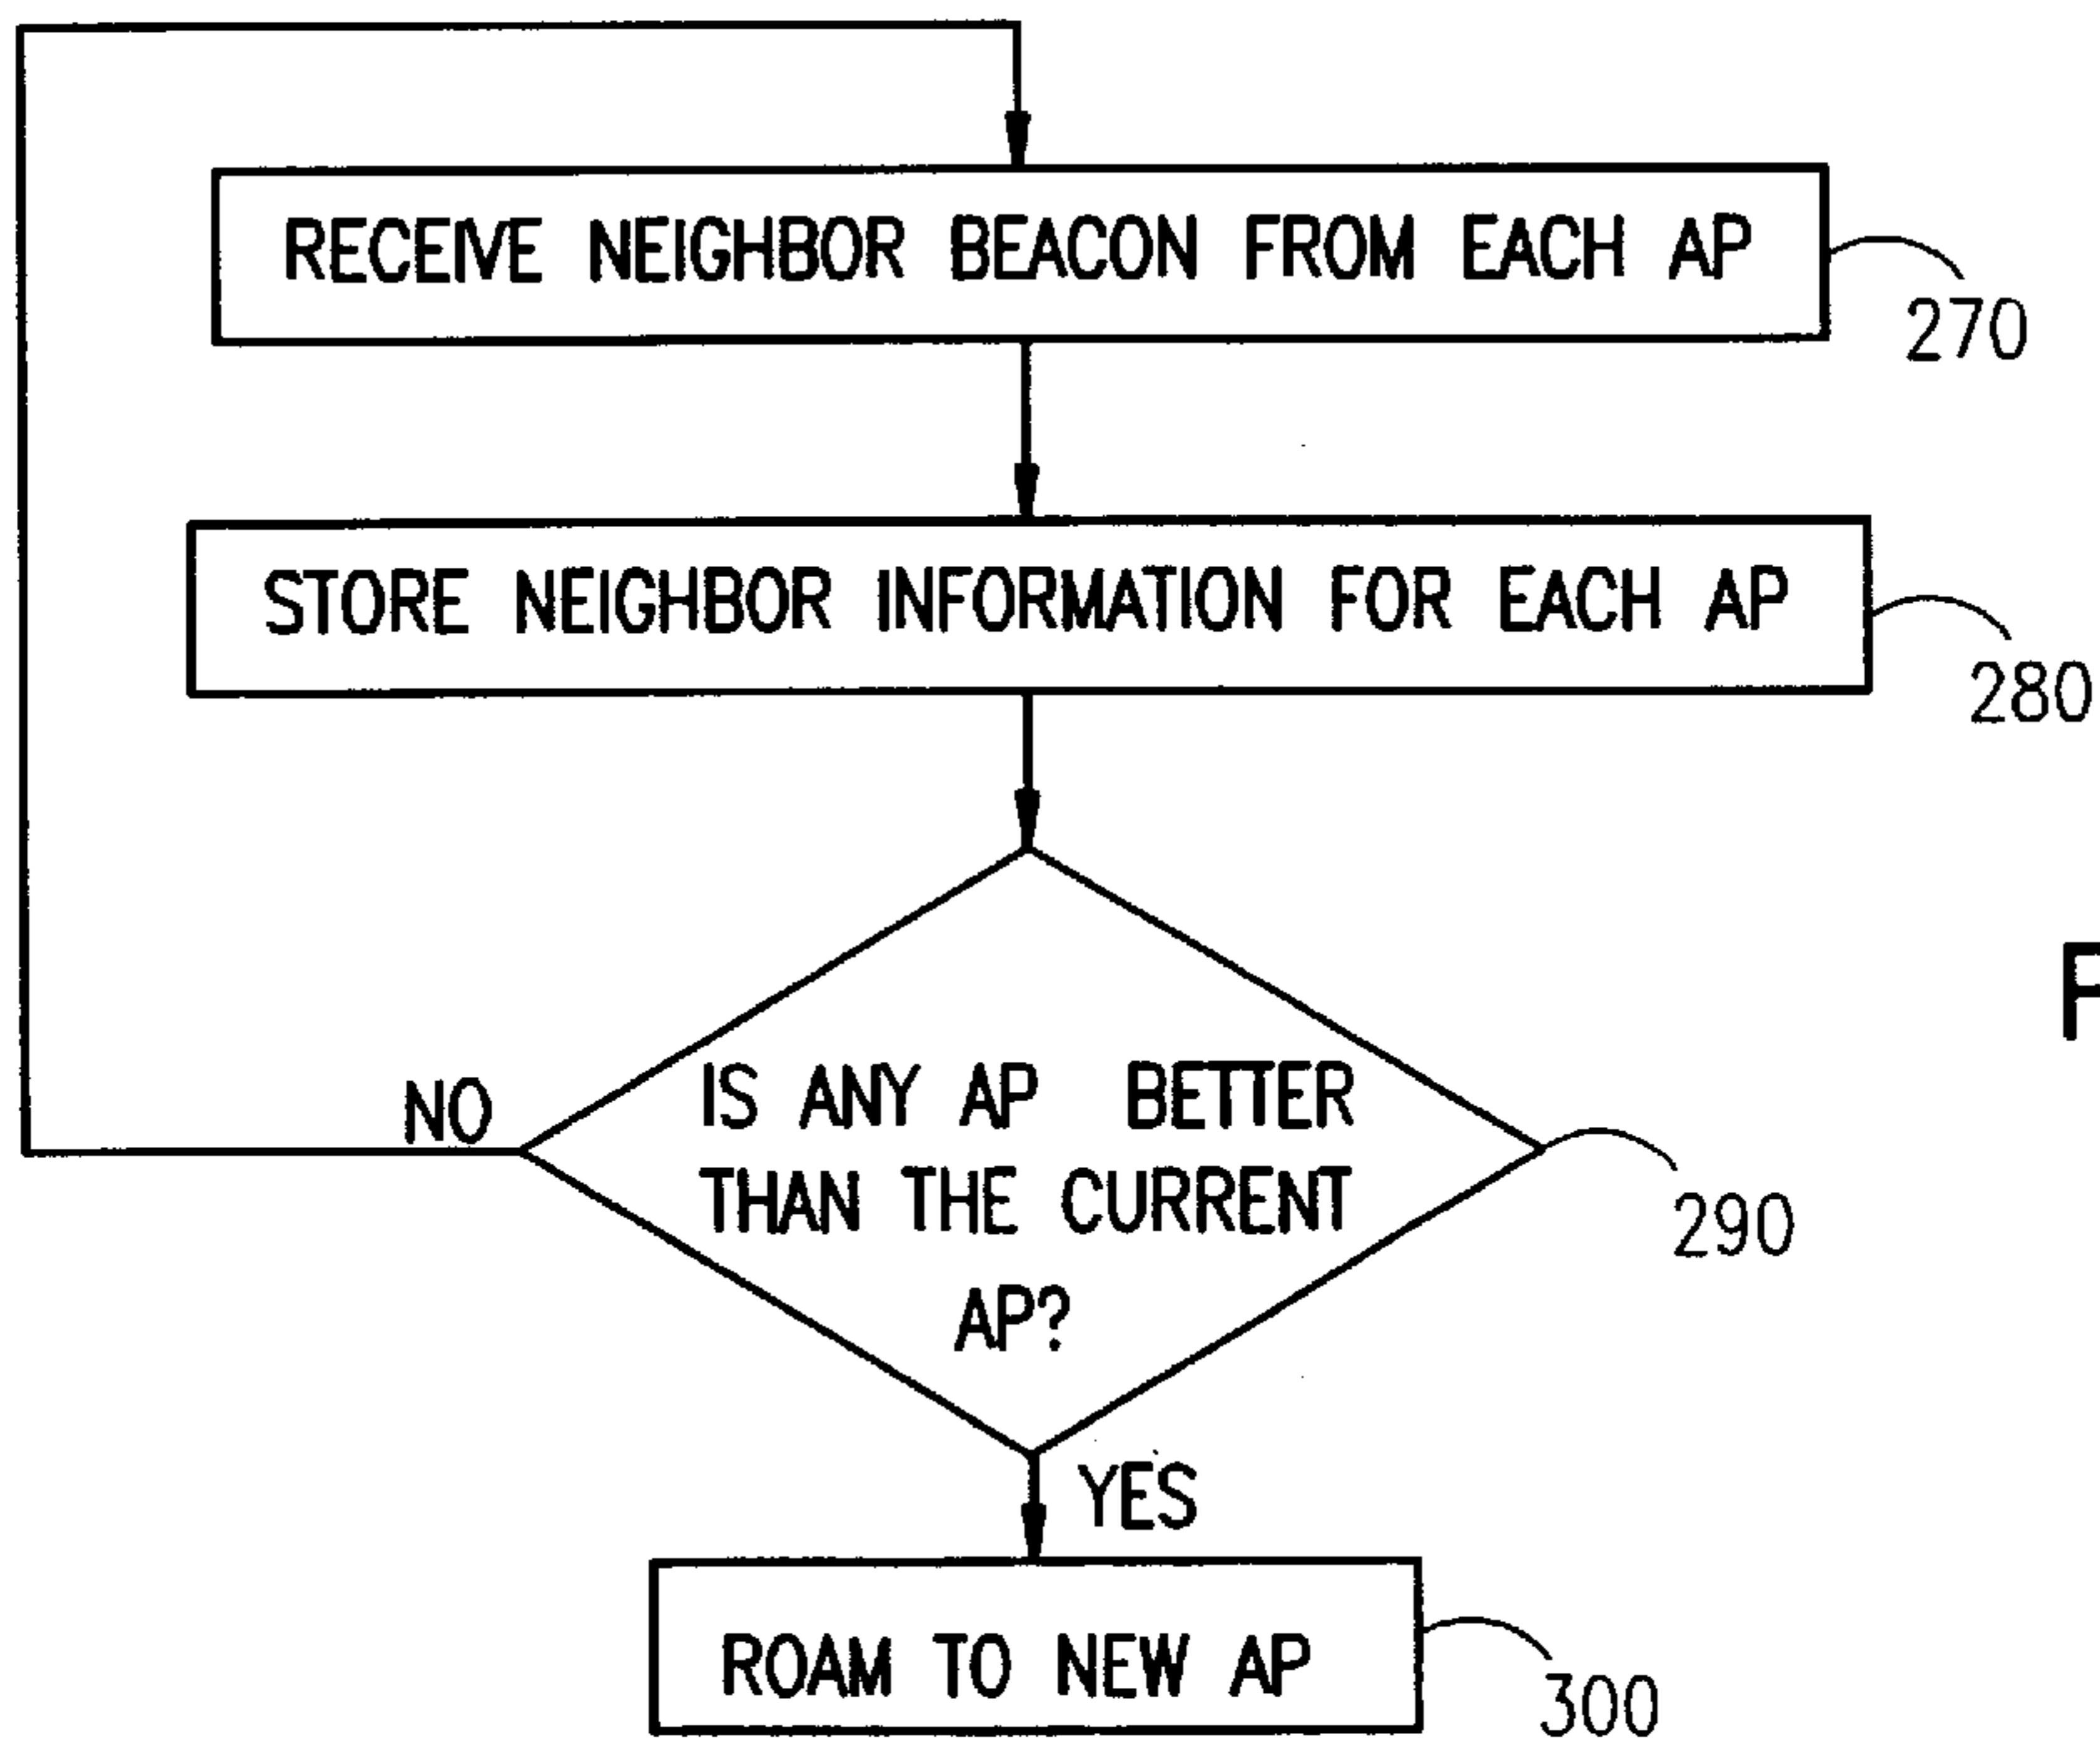 RECEIVE NEIGHBOR BEACON FROM EACH AP
270
STORE NEIGHBOR INFORMATION FOR EACH AP
280
F
NO
IS ANY AP BETTER
THAN THE CURRENT
AP?
290
YES
ROAM TO NEW AP
300